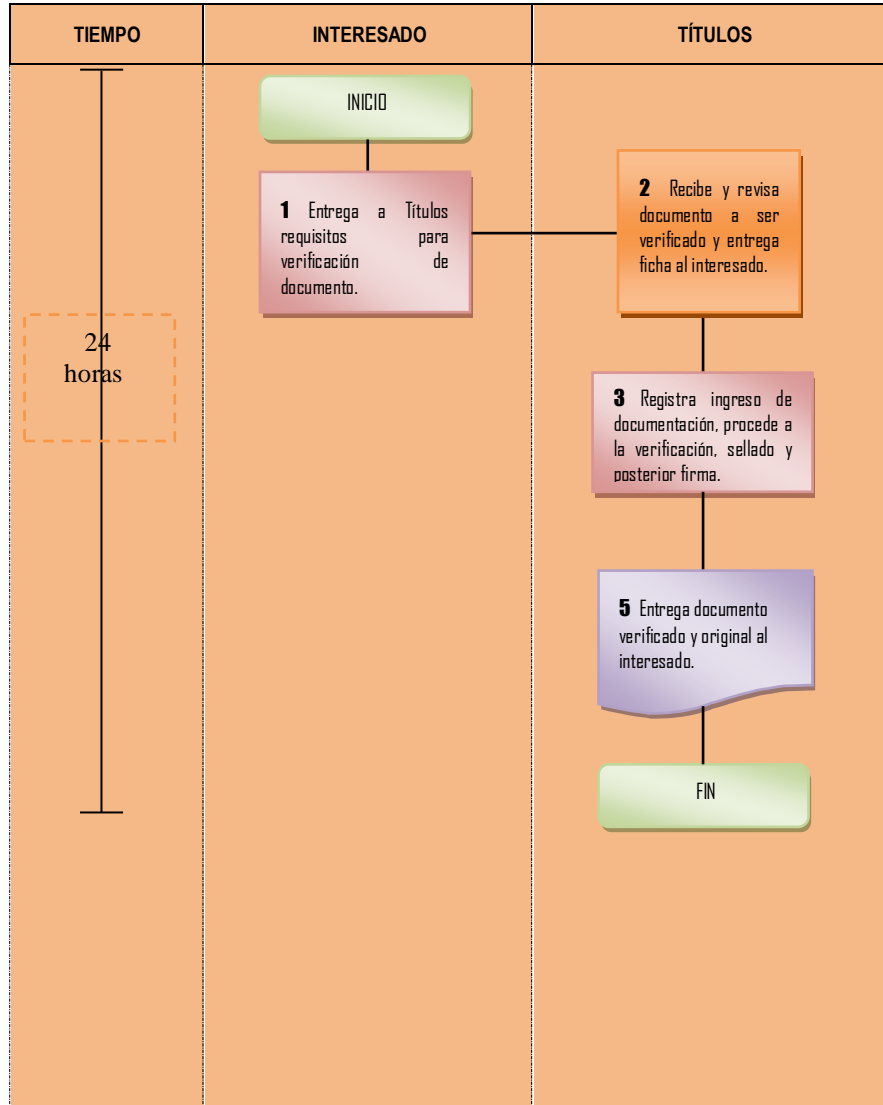 TIEMPO
INTERESADO
TÍTULOS
INICIO
1 Entrega a Títulos
requisitos para
verificación de
documento.
2 Recibe y revisa
documento a ser
verificado y entrega
ficha al interesado.
24
horas
3 Registra ingreso de
documentación, procede a
la verificación, sellado y
posterior firma.
5 Entrega documento
verificado y original al
interesado.
FIN